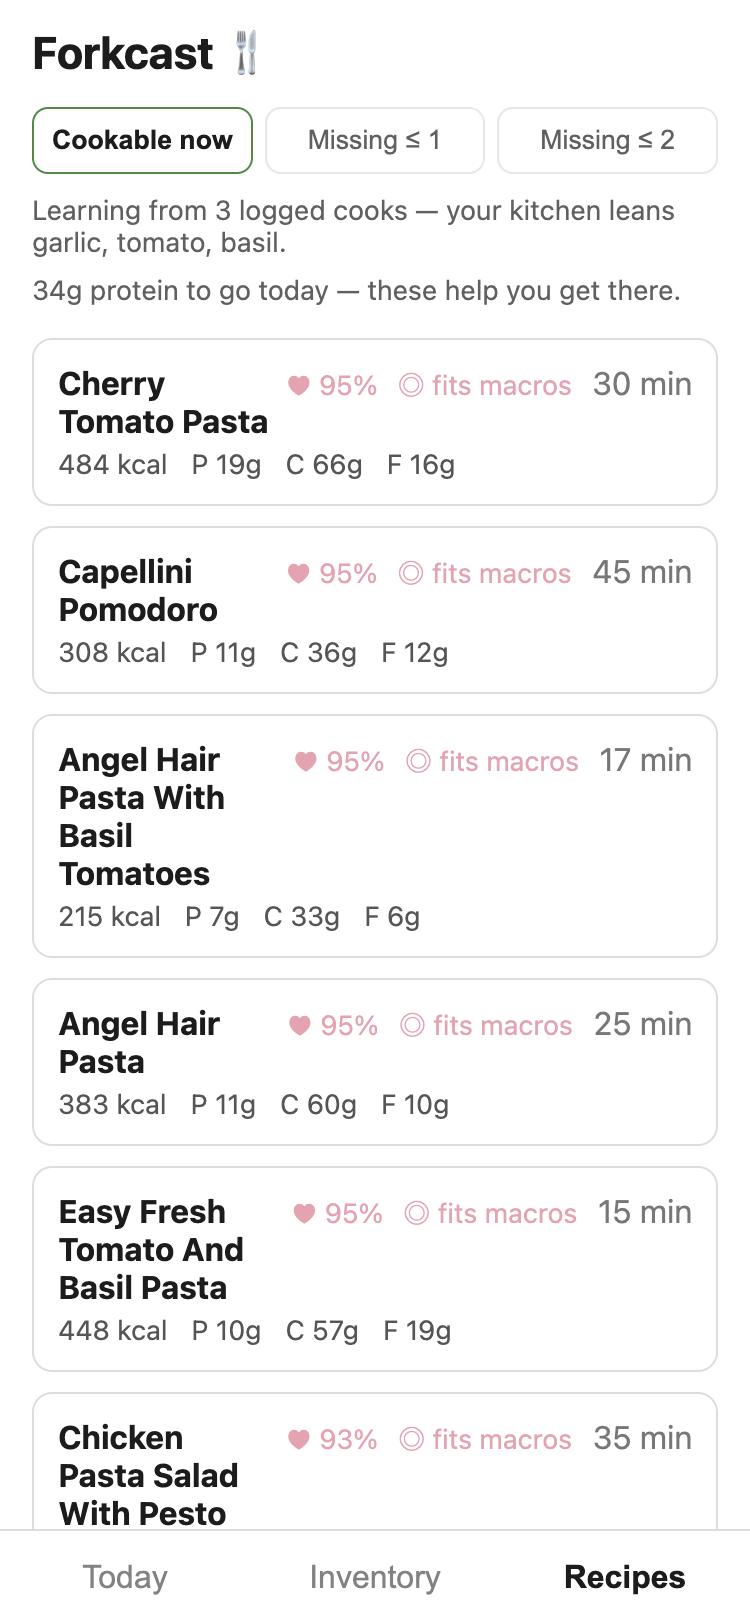 Forkcast 🍴
Cookable now
Missing ≤ 1
Missing ≤ 2
Learning from 3 logged cooks — your kitchen leans
garlic, tomato, basil.
34g protein to go today — these help you get there.
Cherry ♥ 95% ◎ fits macros 30 min
Tomato Pasta
484 kcal P 19g C 66g F 16g
Capellini ♥ 95% ◎ fits macros 45 min
Pomodoro
308 kcal P 11g C 36g F 12g
Angel Hair ♥ 95% ◎ fits macros 17 min
Pasta With
Basil
Tomatoes
215 kcal P 7g C 33g F 6g
Angel Hair ♥ 95% ◎ fits macros 25 min
Pasta
383 kcal P 11g C 60g F 10g
Easy Fresh ♥ 95% ◎ fits macros 15 min
Tomato And
Basil Pasta
448 kcal P 10g C 57g F 19g
Chicken ♥ 93% ◎ fits macros 35 min
Pasta Salad
With Pesto
Today
Inventory
Recipes